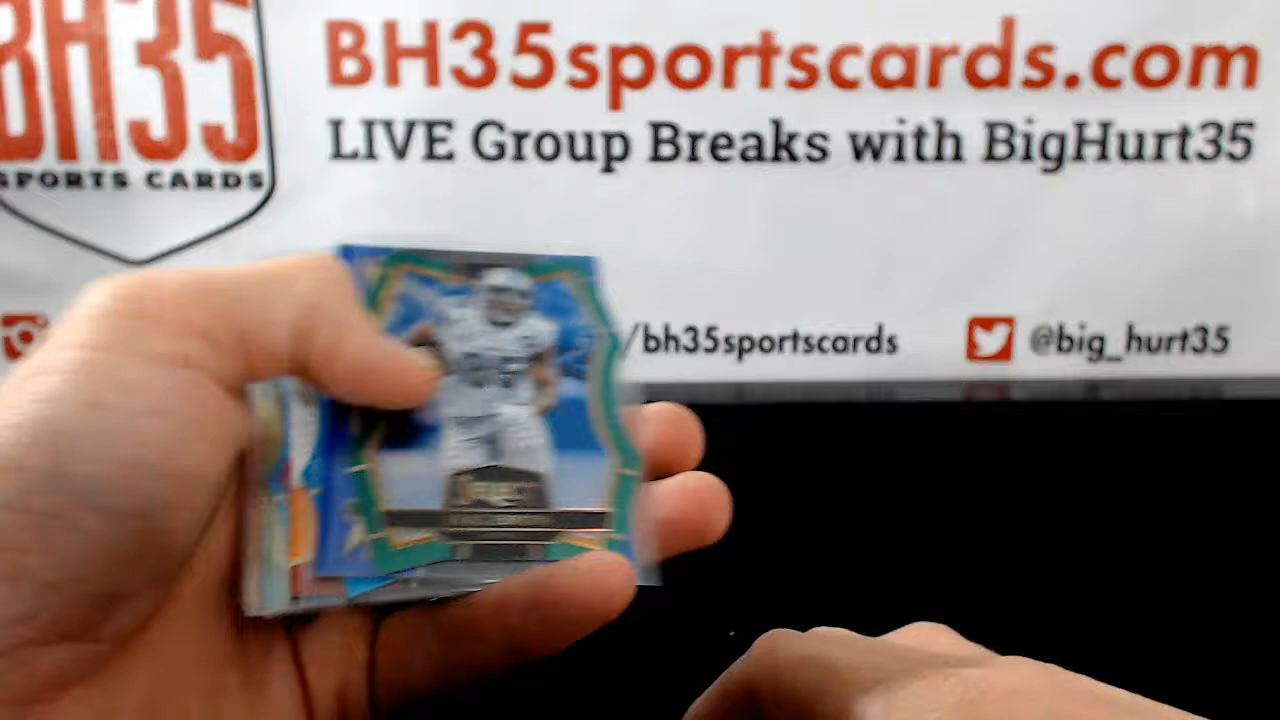 BH35
SPORTS CARDS
BH35sportscards.com
LIVE Group Breaks with BigHurt35
/bh35sportscards
@big_hurt35